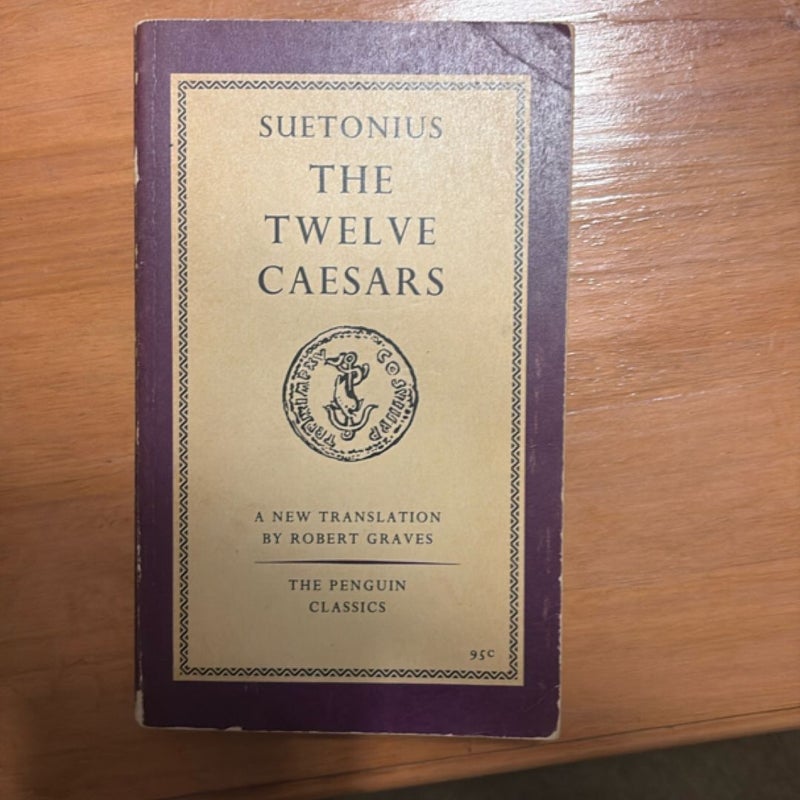 SUETONIUS
THE
TWELVE
CAESARS
A NEW TRANSLATION
BY ROBERT GRAVES
THE PENGUIN
CLASSICS
95c